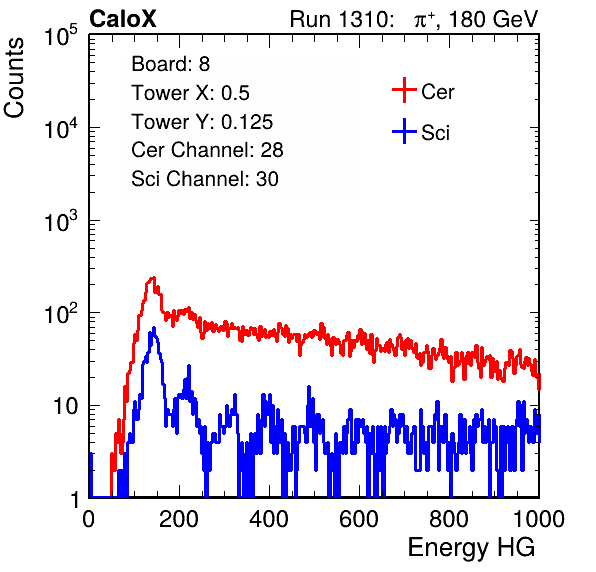 CaloX Run 1310: π⁺, 180 GeV
Counts
Board: 8
Tower X: 0.5
Tower Y: 0.125
Cer Channel: 28
Sci Channel: 30
Cer
Sci
10⁵
10⁴
10³
10²
10
1
0 200 400 600 800 1000
Energy HG